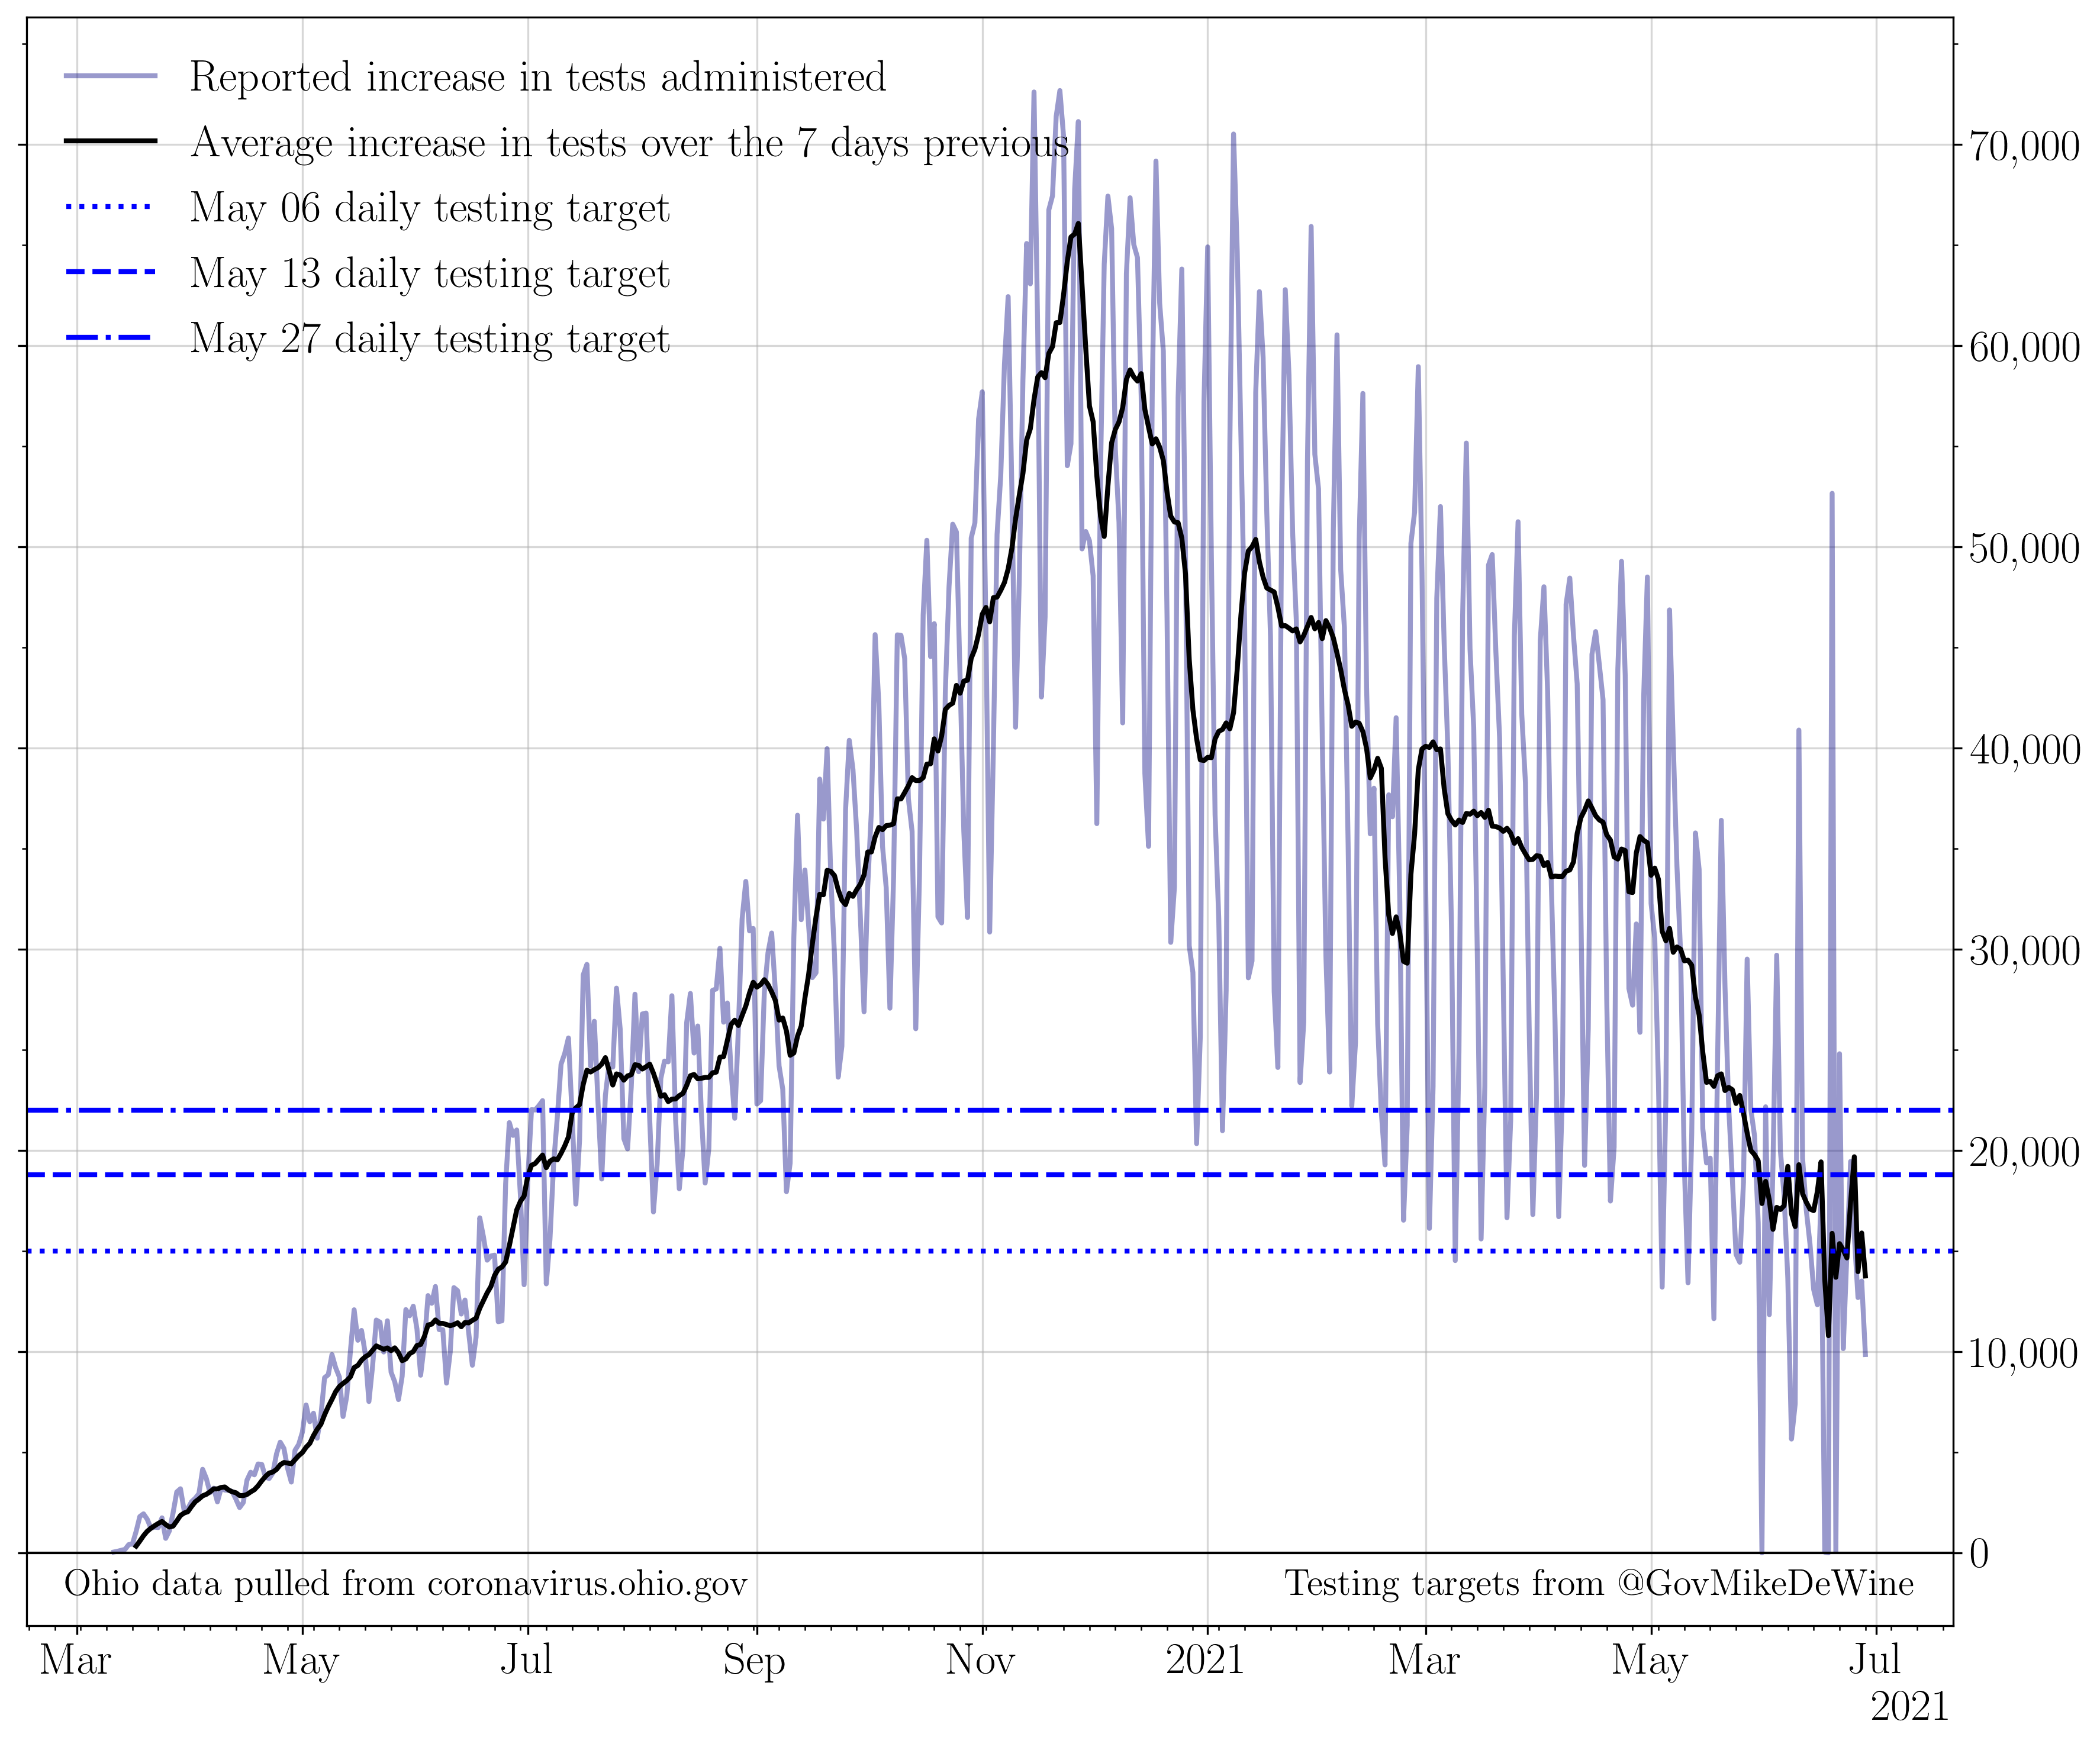 Reported increase in tests administered
Average increase in tests over the 7 days previous
May 06 daily testing target
May 13 daily testing target
May 27 daily testing target
70,000
60,000
50,000
40,000
30,000
20,000
10,000
0
Ohio data pulled from coronavirus.ohio.gov
Testing targets from @GovMikeDeWine
Mar May Jul Sep Nov 2021 Mar May Jul
2021